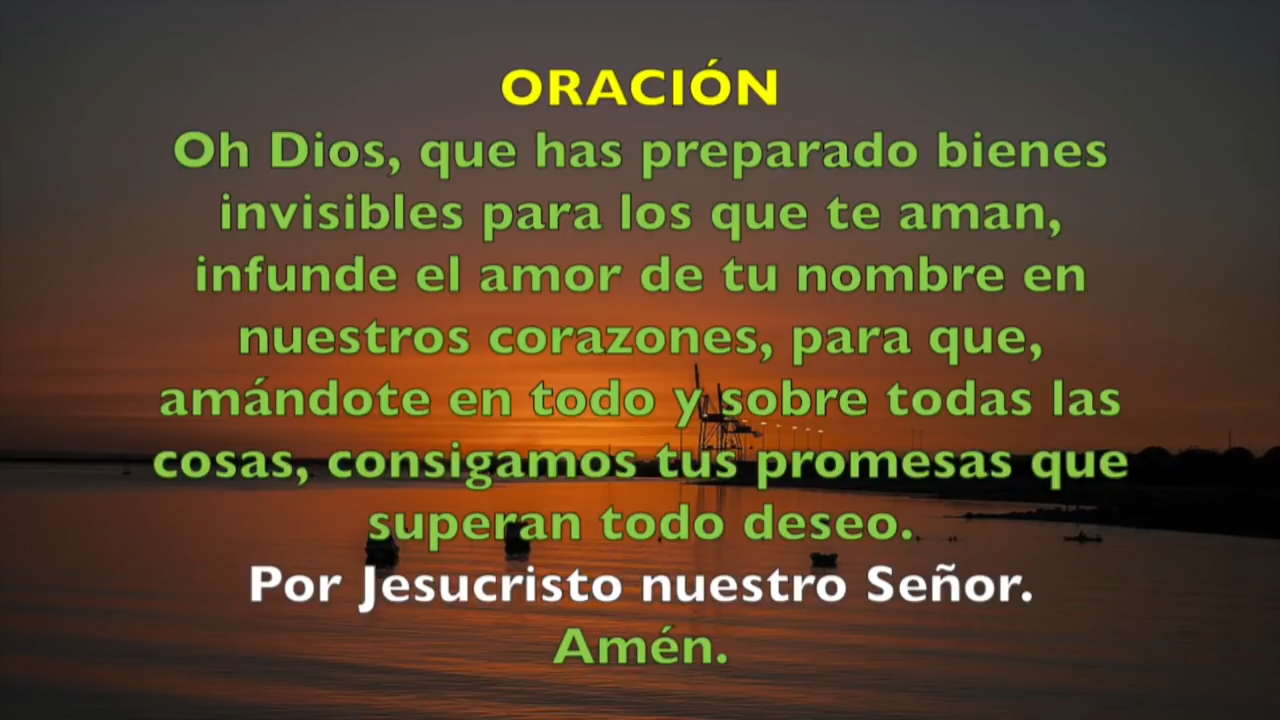 ORACIÓN
Oh Dios, que has preparado bienes
invisibles para los que te aman,
infunde el amor de tu nombre en
nuestros corazones, para que,
amándote en todo y sobre todas las
cosas, consigamos tus promesas que
superan todo deseo.
Por Jesucristo nuestro Señor.
Amén.